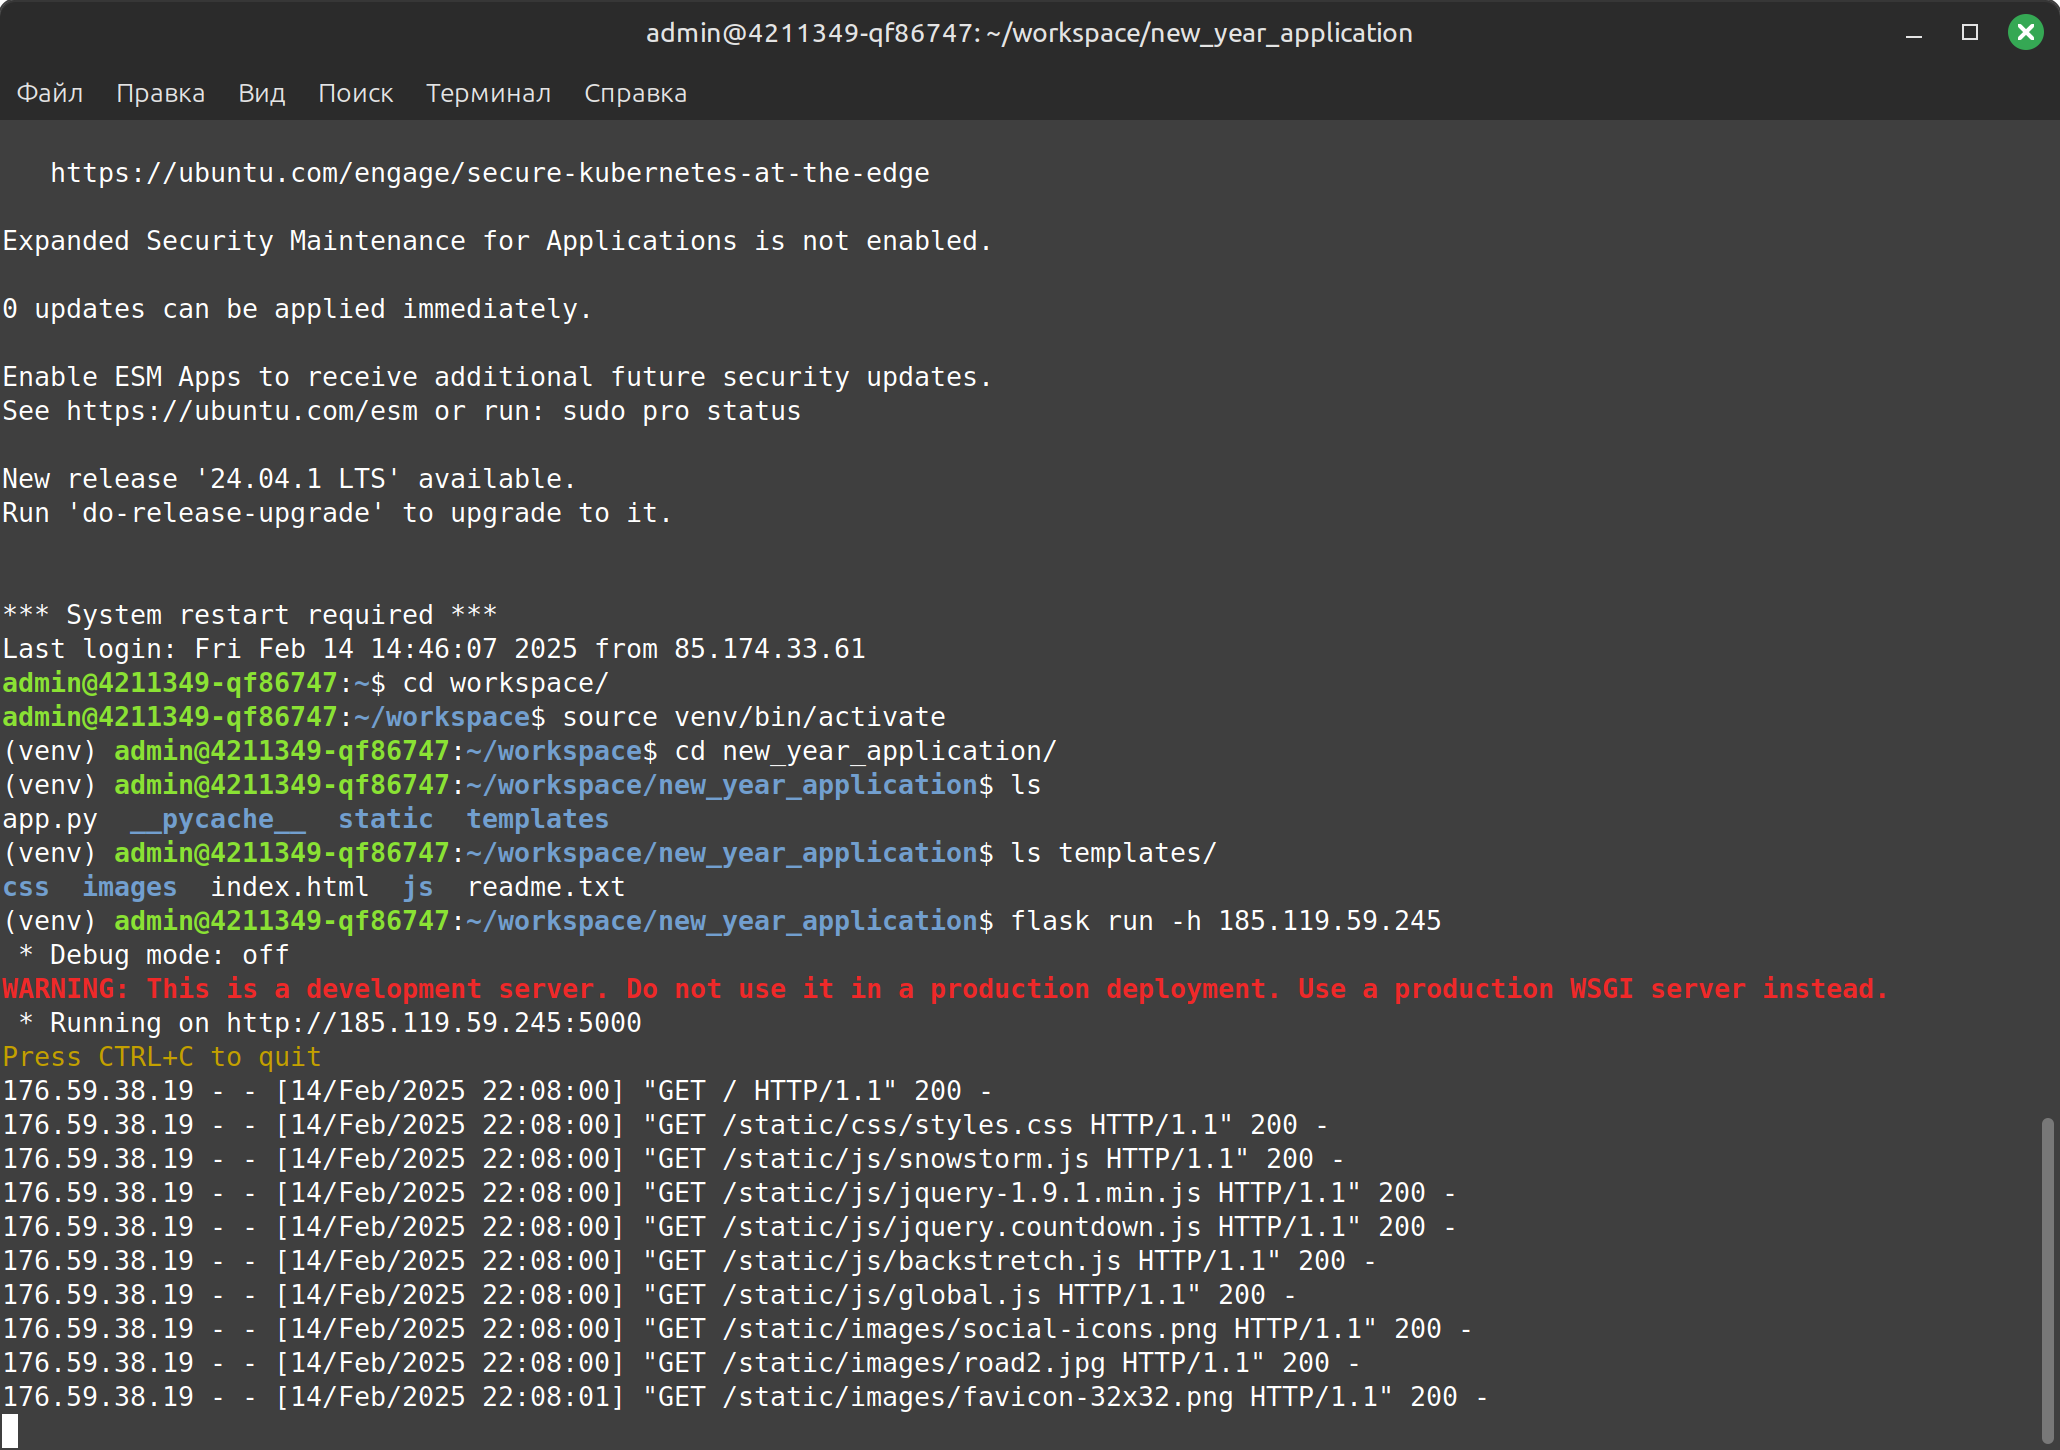 admin@4211349-qf86747: ~/workspace/new_year_application
Файл Правка Вид Поиск Терминал Справка
https://ubuntu.com/engage/secure-kubernetes-at-the-edge
Expanded Security Maintenance for Applications is not enabled.
0 updates can be applied immediately.
Enable ESM Apps to receive additional future security updates.
See https://ubuntu.com/esm or run: sudo pro status
New release '24.04.1 LTS' available.
Run 'do-release-upgrade' to upgrade to it.
*** System restart required ***
Last login: Fri Feb 14 14:46:07 2025 from 85.174.33.61
admin@4211349-qf86747:~$ cd workspace/
admin@4211349-qf86747:~/workspace$ source venv/bin/activate
(venv) admin@4211349-qf86747:~/workspace$ cd new_year_application/
(venv) admin@4211349-qf86747:~/workspace/new_year_application$ ls
app.py  __pycache__  static  templates
(venv) admin@4211349-qf86747:~/workspace/new_year_application$ ls templates/
css  images  index.html  js  readme.txt
(venv) admin@4211349-qf86747:~/workspace/new_year_application$ flask run -h 185.119.59.245
 * Debug mode: off
WARNING: This is a development server. Do not use it in a production deployment. Use a production WSGI server instead.
 * Running on http://185.119.59.245:5000
Press CTRL+C to quit
176.59.38.19 - - [14/Feb/2025 22:08:00] "GET / HTTP/1.1" 200 -
176.59.38.19 - - [14/Feb/2025 22:08:00] "GET /static/css/styles.css HTTP/1.1" 200 -
176.59.38.19 - - [14/Feb/2025 22:08:00] "GET /static/js/snowstorm.js HTTP/1.1" 200 -
176.59.38.19 - - [14/Feb/2025 22:08:00] "GET /static/js/jquery-1.9.1.min.js HTTP/1.1" 200 -
176.59.38.19 - - [14/Feb/2025 22:08:00] "GET /static/js/jquery.countdown.js HTTP/1.1" 200 -
176.59.38.19 - - [14/Feb/2025 22:08:00] "GET /static/js/backstretch.js HTTP/1.1" 200 -
176.59.38.19 - - [14/Feb/2025 22:08:00] "GET /static/js/global.js HTTP/1.1" 200 -
176.59.38.19 - - [14/Feb/2025 22:08:00] "GET /static/images/social-icons.png HTTP/1.1" 200 -
176.59.38.19 - - [14/Feb/2025 22:08:00] "GET /static/images/road2.jpg HTTP/1.1" 200 -
176.59.38.19 - - [14/Feb/2025 22:08:01] "GET /static/images/favicon-32x32.png HTTP/1.1" 200 -